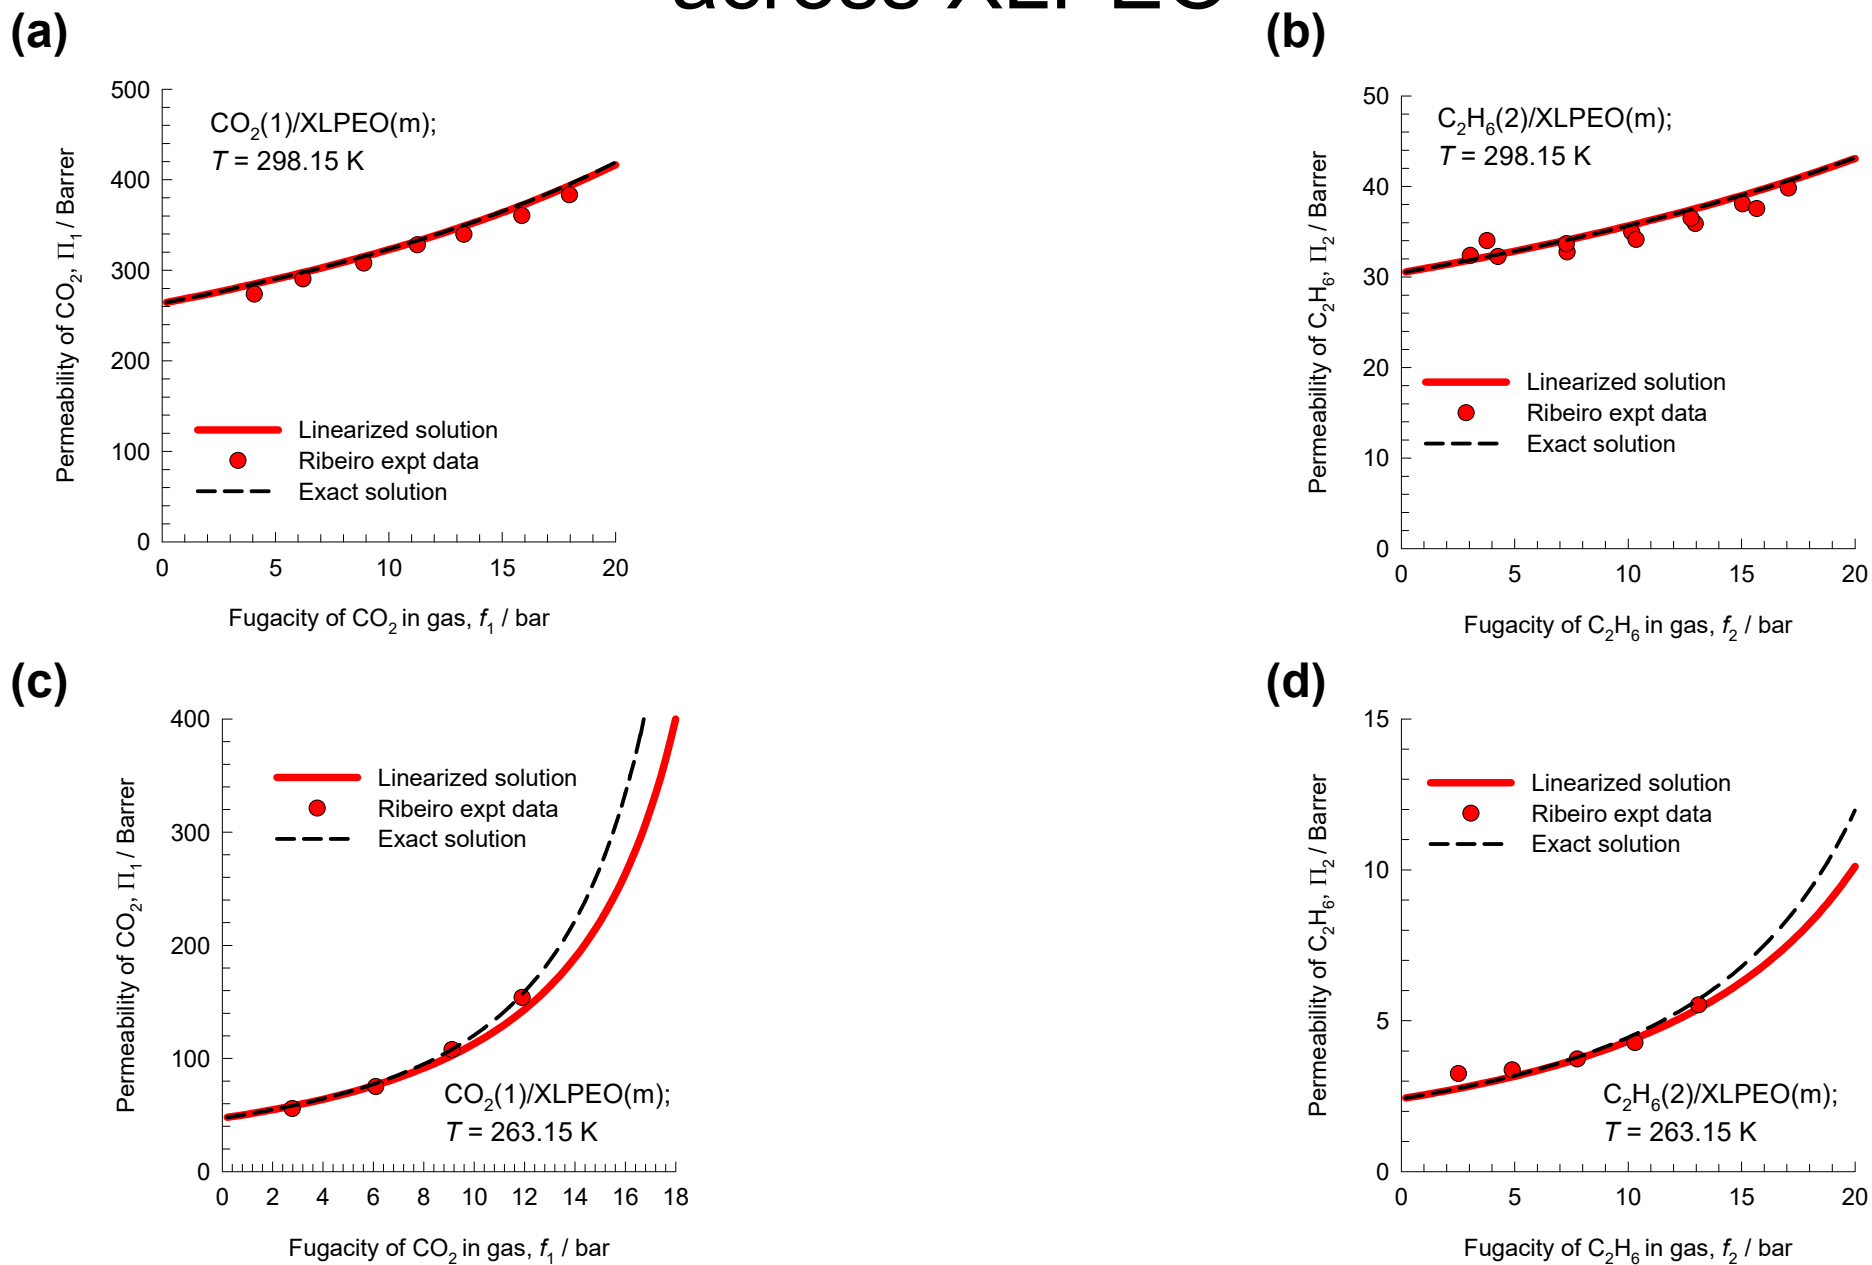 across XLPEO
(a)
500
400
300
200
100
0
0 5 10 15 20
CO₂(1)/XLPEO(m);
T = 298.15 K
Linearized solution
Ribeiro expt data
Exact solution
Permeability of CO₂, Π₁ / Barrer
Fugacity of CO₂ in gas, f₁ / bar
(b)
50
40
30
20
10
0
0 5 10 15 20
C₂H₆(2)/XLPEO(m);
T = 298.15 K
Linearized solution
Ribeiro expt data
Exact solution
Permeability of C₂H₆, Π₂ / Barrer
Fugacity of C₂H₆ in gas, f₂ / bar
(c)
400
300
200
100
0
0 2 4 6 8 10 12 14 16 18
Linearized solution
Ribeiro expt data
Exact solution
CO₂(1)/XLPEO(m);
T = 263.15 K
Permeability of CO₂, Π₁ / Barrer
Fugacity of CO₂ in gas, f₁ / bar
(d)
15
10
5
0
0 5 10 15 20
Linearized solution
Ribeiro expt data
Exact solution
C₂H₆(2)/XLPEO(m);
T = 263.15 K
Permeability of C₂H₆, Π₂ / Barrer
Fugacity of C₂H₆ in gas, f₂ / bar